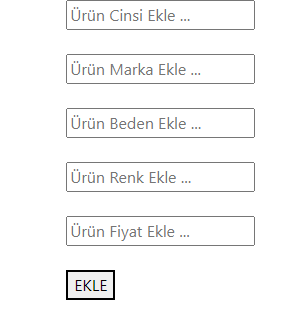 Ürün Cinsi Ekle ...
Ürün Marka Ekle ...
Ürün Beden Ekle ...
Ürün Renk Ekle ...
Ürün Fiyat Ekle ...
EKLE